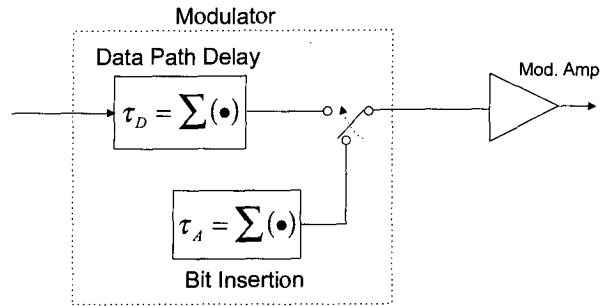 Modulator
Data Path Delay
τ_D = ∑(•)
Mod. Amp
τ_A = ∑(•)
Bit Insertion